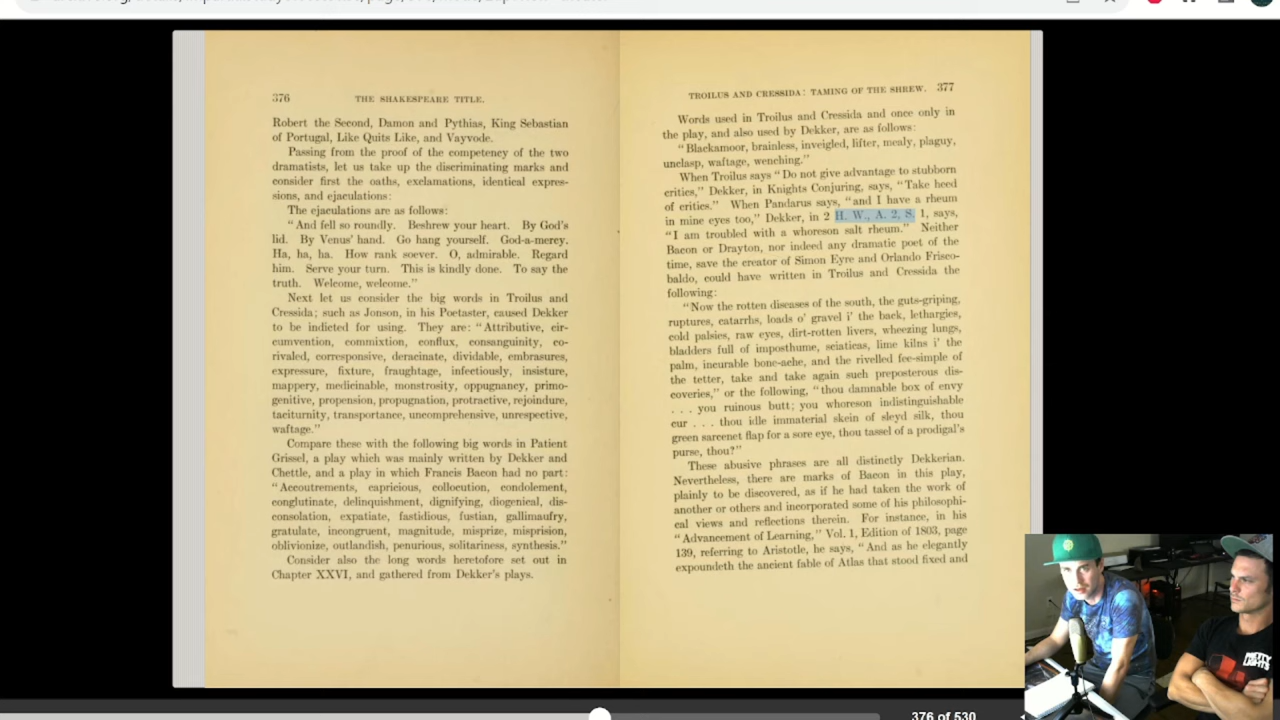 376
THE SHAKESPEARE TITLE.
Robert the Second, Damon and Pythias, King Sebastian
of Portugal, Like Quits Like, and Vayvode.
Passing from the proof of the competency of the two
dramatists, let us take up the discriminating marks and
consider first the oaths, exclamations, identical expres-
sions, and ejaculations:
The ejaculations are as follows:
"And fell so roundly. Beshrew your heart. By God's
lid. By Venus' hand. Go hang yourself. God-a-merey.
Ha, ha, ha. How rank soever. O, admirable. Regard
him. Serve your turn. This is kindly done. To say the
truth. Welcome, welcome."
Next let us consider the big words in Troilus and
Cressida; such as Jonson, in his Poetaster, caused Dekker
to be indicted for using. They are: "Attributive, cir-
cumvention, commixtion, conflux, consanguinity, co-
rivaled, corresponsive, deracinate, dividable, embrasures,
expressure, fixture, fraughtage, infectiously, insisture,
mappery, medicinable, monstrosity, oppugnancy, primo-
genitive, propension, propugnation, protractive, rejoindure,
taciturnity, transportance, uncomprehensive, unrespective,
waftage."
Compare these with the following big words in Patient
Grissel, a play which was mainly written by Dekker and
Chettle, and a play in which Francis Bacon had no part:
"Accoutrements, capricious, collocution, condolement,
conglutinate, delinquishment, dignifying, diogenical, dis-
consolation, expatiate, fastidious, fustian, gallimaufry,
gratulate, incongruent, magnitude, misprize, misprision,
oblivionize, outlandish, penurious, solitariness, synthesis."
Consider also the long words heretofore set out in
Chapter XXVI, and gathered from Dekker's plays.
TROILUS AND CRESSIDA: TAMING OF THE SHREW. 377
Words used in Troilus and Cressida and once only in
the play, and also used by Dekker, are as follows:
"Blackamoor, brainless, inveigled, lifter, mealy, plaguy,
unclasp, waftage, wenching."
When Troilus says "Do not give advantage to stubborn
critics," Dekker, in Knights Conjuring, says, "Take heed
of critics." When Pandarus says, "and I have a rheum
in mine eyes too," Dekker, in 2 H. W., A. 2, S. 1, says,
"I am troubled with a whoreson salt rheum." Neither
Bacon or Drayton, nor indeed any dramatic poet of the
time, save the creator of Simon Eyre and Orlando Frisco-
baldo, could have written in Troilus and Cressida the
following:
"Now the rotten diseases of the south, the guts-griping,
ruptures, catarrhs, loads o' gravel i' the back, lethargies,
cold palsies, raw eyes, dirt-rotten livers, wheezing lungs,
bladders full of imposthume, sciaticas, lime kilns i' the
palm, incurable bone-ache, and the rivelled fee-simple of
the tetter, take and take again such preposterous dis-
coveries," or the following, "thou damnable box of envy
. . . you ruinous butt; you whoreson indistinguishable
cur . . . thou idle immaterial skein of sleyd silk, thou
green sarcenet flap for a sore eye, thou tassel of a prodigal's
purse, thou?"
These abusive phrases are all distinctly Dekkerian.
Nevertheless, there are marks of Bacon in this play,
plainly to be discovered, as if he had taken the work of
another or others and incorporated some of his philosophi-
cal views and reflections therein. For instance, in his
"Advancement of Learning," Vol. 1, Edition of 1803, page
139, referring to Aristotle, he says, "And as he elegantly
expoundeth the ancient fable of Atlas that stood fixed and
376 of 530
PRETTY
LIGHTS